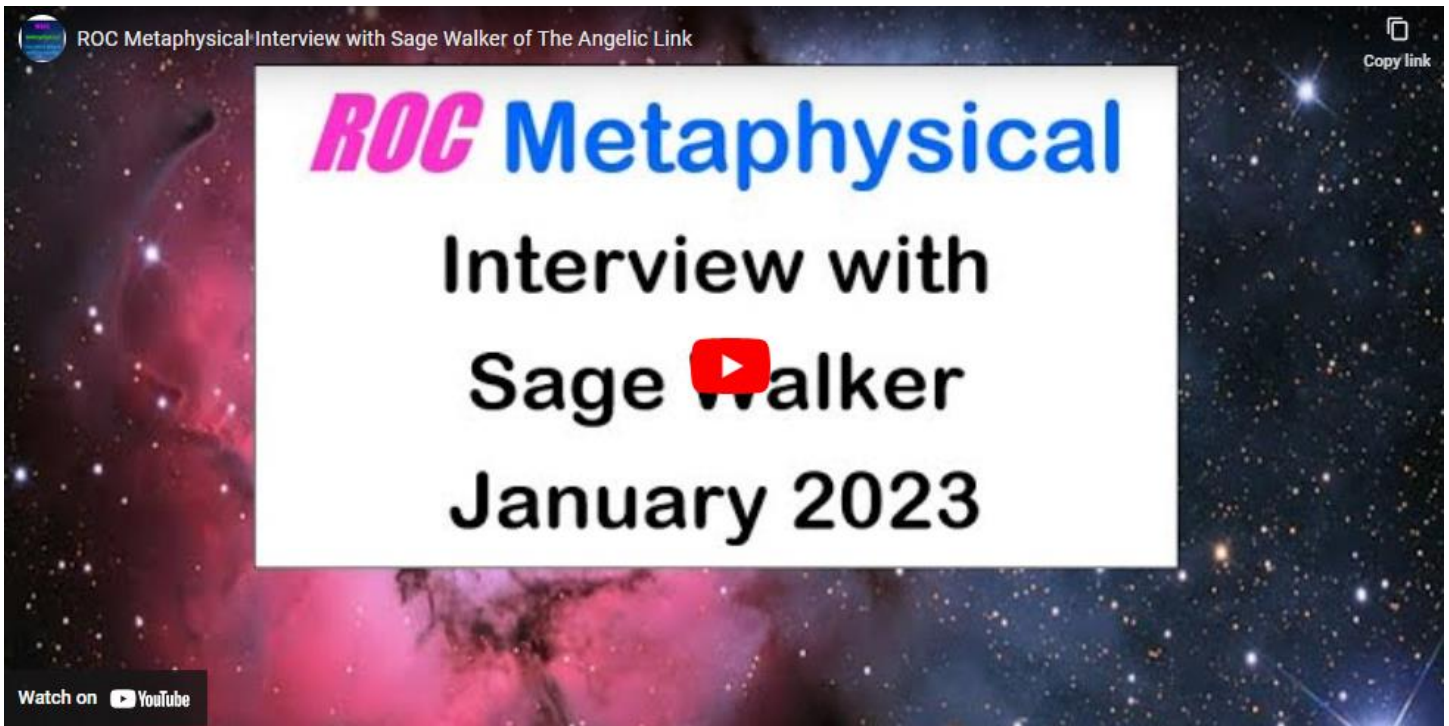 ROC Metaphysical Interview with Sage Walker of The Angelic Link
Copy link
ROC Metaphysical
Interview with
Sage Walker
January 2023
Watch on YouTube